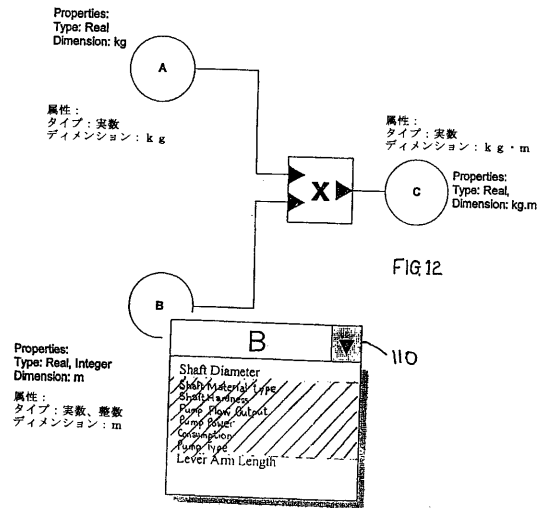 Properties:
Type: Real
Dimension: kg
A
属性：
タイプ：実数
ディメンション：ｋｇ
属性：
タイプ：実数
ディメンション：ｋｇ・ｍ
X
C
Properties:
Type: Real,
Dimension: kg.m
FIG 12
B
Properties:
Type: Real, Integer
Dimension: m
属性：
タイプ：実数、整数
ディメンション：ｍ
B
110
Shaft Diameter
Shaft Material Type
Shaft Hardness
Pump Flow Output
Pump Power
Consumption
Pump Type
Lever Arm Length